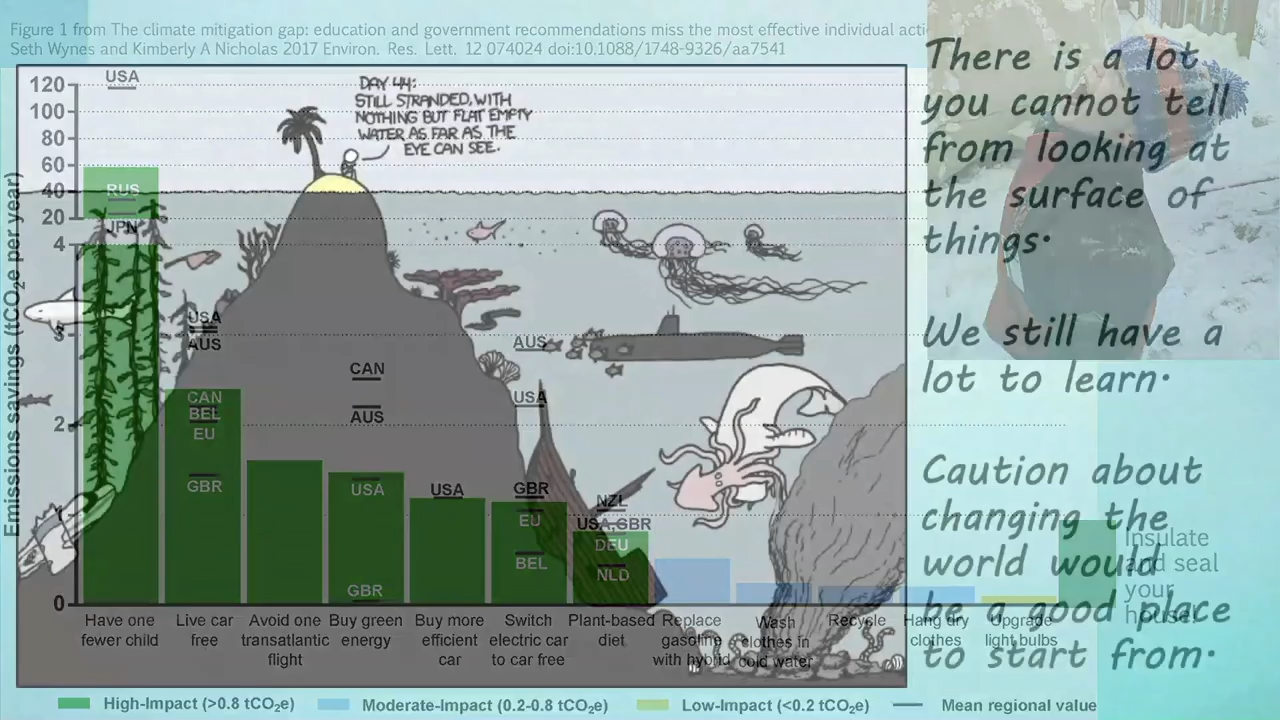 Figure 1 from The climate mitigation gap: education and government recommendations miss the most effective individual acti
Seth Wynes and Kimberly A Nicholas 2017 Environ. Res. Lett. 12 074024 doi:10.1088/1748-9326/aa7541
Emissions savings (tCO₂e per year)
120
100
80
60
40
20
4
3
2
0
USA
RUS
JPN
USA
AUS
CAN
BEL
EU
GBR
CAN
AUS
USA
GBR
USA
AUS
USA
GBR
EU
BEL
NZL
USA,GBR
DEU
NLD
DAY 44:
STILL STRANDED, WITH
NOTHING BUT FLAT EMPTY
WATER AS FAR AS THE
EYE CAN SEE.
Have one
fewer child
Live car
free
Avoid one
transatlantic
flight
Buy green
energy
Buy more
efficient
car
Switch
electric car
to car free
Plant-based
diet
Replace
gasoline
with hybrid
Wash
clothes in
cold water
Recycle
Hang dry
clothes
Upgrade
light bulbs
Insulate
and seal
your
house!
High-Impact (>0.8 tCO₂e)
Moderate-Impact (0.2-0.8 tCO₂e)
Low-Impact (<0.2 tCO₂e)
Mean regional value
There is a lot
you cannot tell
from looking at
the surface of
things.
We still have a
lot to learn.
Caution about
changing the
world would
be a good place
to start from.